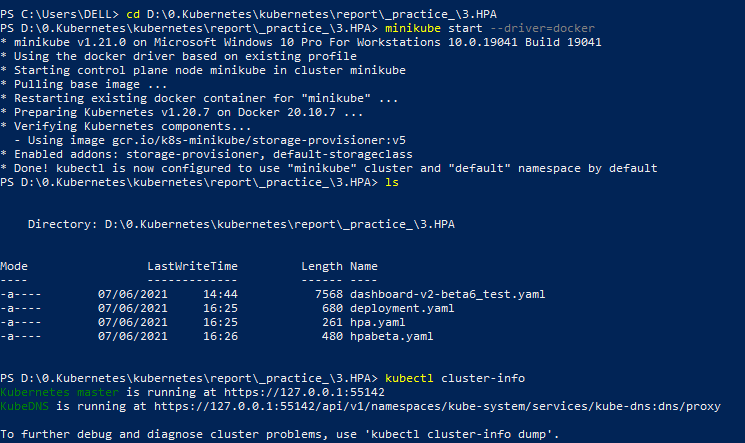 PS C:\Users\DELL> cd D:\0.Kubernetes\kubernetes\report\_practice_\3.HPA
PS D:\0.Kubernetes\kubernetes\report\_practice_\3.HPA> minikube start --driver=docker
* minikube v1.21.0 on Microsoft Windows 10 Pro For Workstations 10.0.19041 Build 19041
* Using the docker driver based on existing profile
* Starting control plane node minikube in cluster minikube
* Pulling base image ...
* Restarting existing docker container for "minikube" ...
* Preparing Kubernetes v1.20.7 on Docker 20.10.7 ...
* Verifying Kubernetes components...
  - Using image gcr.io/k8s-minikube/storage-provisioner:v5
* Enabled addons: storage-provisioner, default-storageclass
* Done! kubectl is now configured to use "minikube" cluster and "default" namespace by default
PS D:\0.Kubernetes\kubernetes\report\_practice_\3.HPA> ls
    Directory: D:\0.Kubernetes\kubernetes\report\_practice_\3.HPA
Mode                 LastWriteTime         Length Name
----                 -------------         ------ ----
-a----        07/06/2021     14:44           7568 dashboard-v2-beta6_test.yaml
-a----        07/06/2021     16:25            680 deployment.yaml
-a----        07/06/2021     16:25            261 hpa.yaml
-a----        07/06/2021     16:26            480 hpabeta.yaml
PS D:\0.Kubernetes\kubernetes\report\_practice_\3.HPA> kubectl cluster-info
Kubernetes master is running at https://127.0.0.1:55142
KubeDNS is running at https://127.0.0.1:55142/api/v1/namespaces/kube-system/services/kube-dns:dns/proxy
To further debug and diagnose cluster problems, use 'kubectl cluster-info dump'.